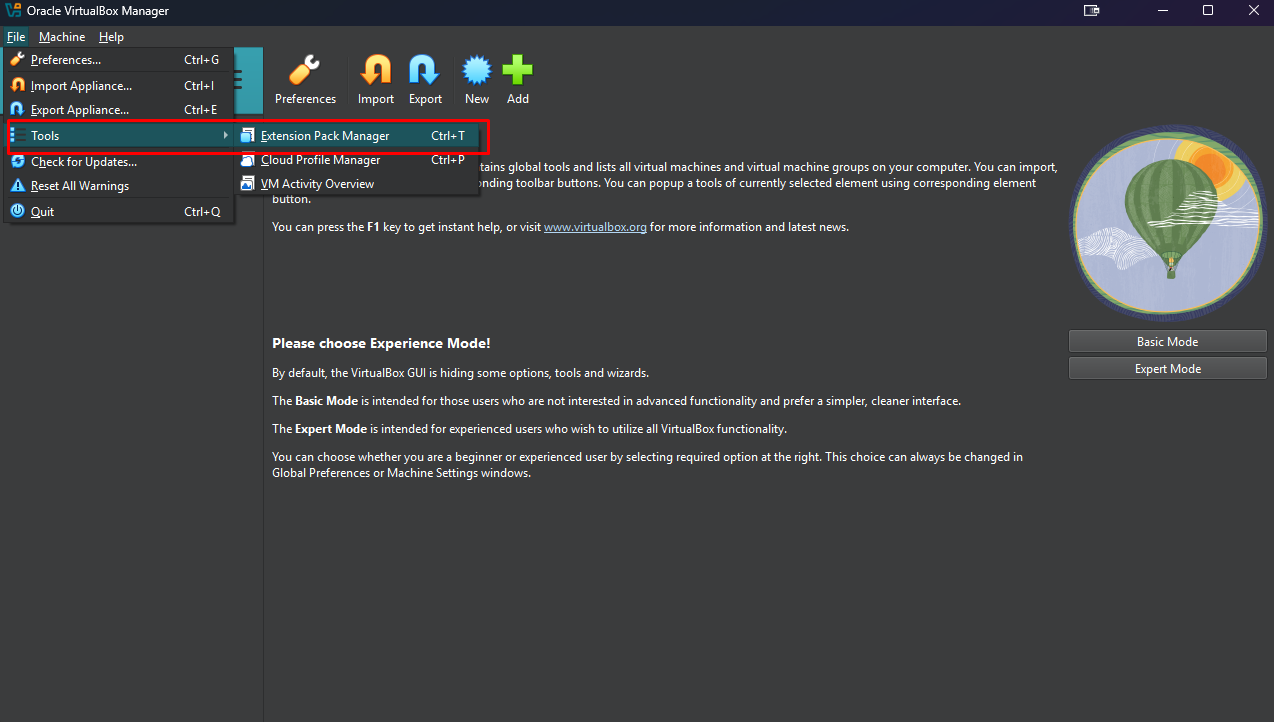 Oracle VirtualBox Manager
File Machine Help
Preferences... Ctrl+G
Import Appliance... Ctrl+I
Export Appliance... Ctrl+E
Tools
Check for Updates...
Reset All Warnings
Quit Ctrl+Q
Extension Pack Manager Ctrl+T
Cloud Profile Manager Ctrl+P
VM Activity Overview
Preferences Import Export New Add
tains global tools and lists all virtual machines and virtual machine groups on your computer. You can import,
onding toolbar buttons. You can popup a tools of currently selected element using corresponding element
button.
You can press the F1 key to get instant help, or visit www.virtualbox.org for more information and latest news.
Please choose Experience Mode!
By default, the VirtualBox GUI is hiding some options, tools and wizards.
The Basic Mode is intended for those users who are not interested in advanced functionality and prefer a simpler, cleaner interface.
The Expert Mode is intended for experienced users who wish to utilize all VirtualBox functionality.
You can choose whether you are a beginner or experienced user by selecting required option at the right. This choice can always be changed in
Global Preferences or Machine Settings windows.
Basic Mode
Expert Mode